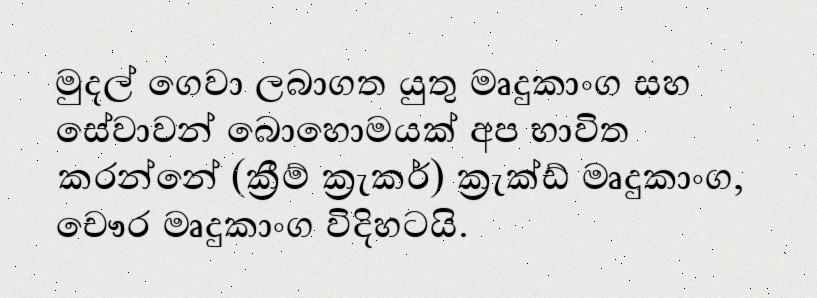 මුදල් ගෙවා ලබාගත යුතු මෘදුකාංග සහ
සේවාවන් බොහොමයක් අප භාවිත
කරන්නේ (ක්‍රීම් ක්‍රැකර්) ක්‍රැක්ඩ් මෘදුකාංග,
චෞර මෘදුකාංග විදිහටයි.